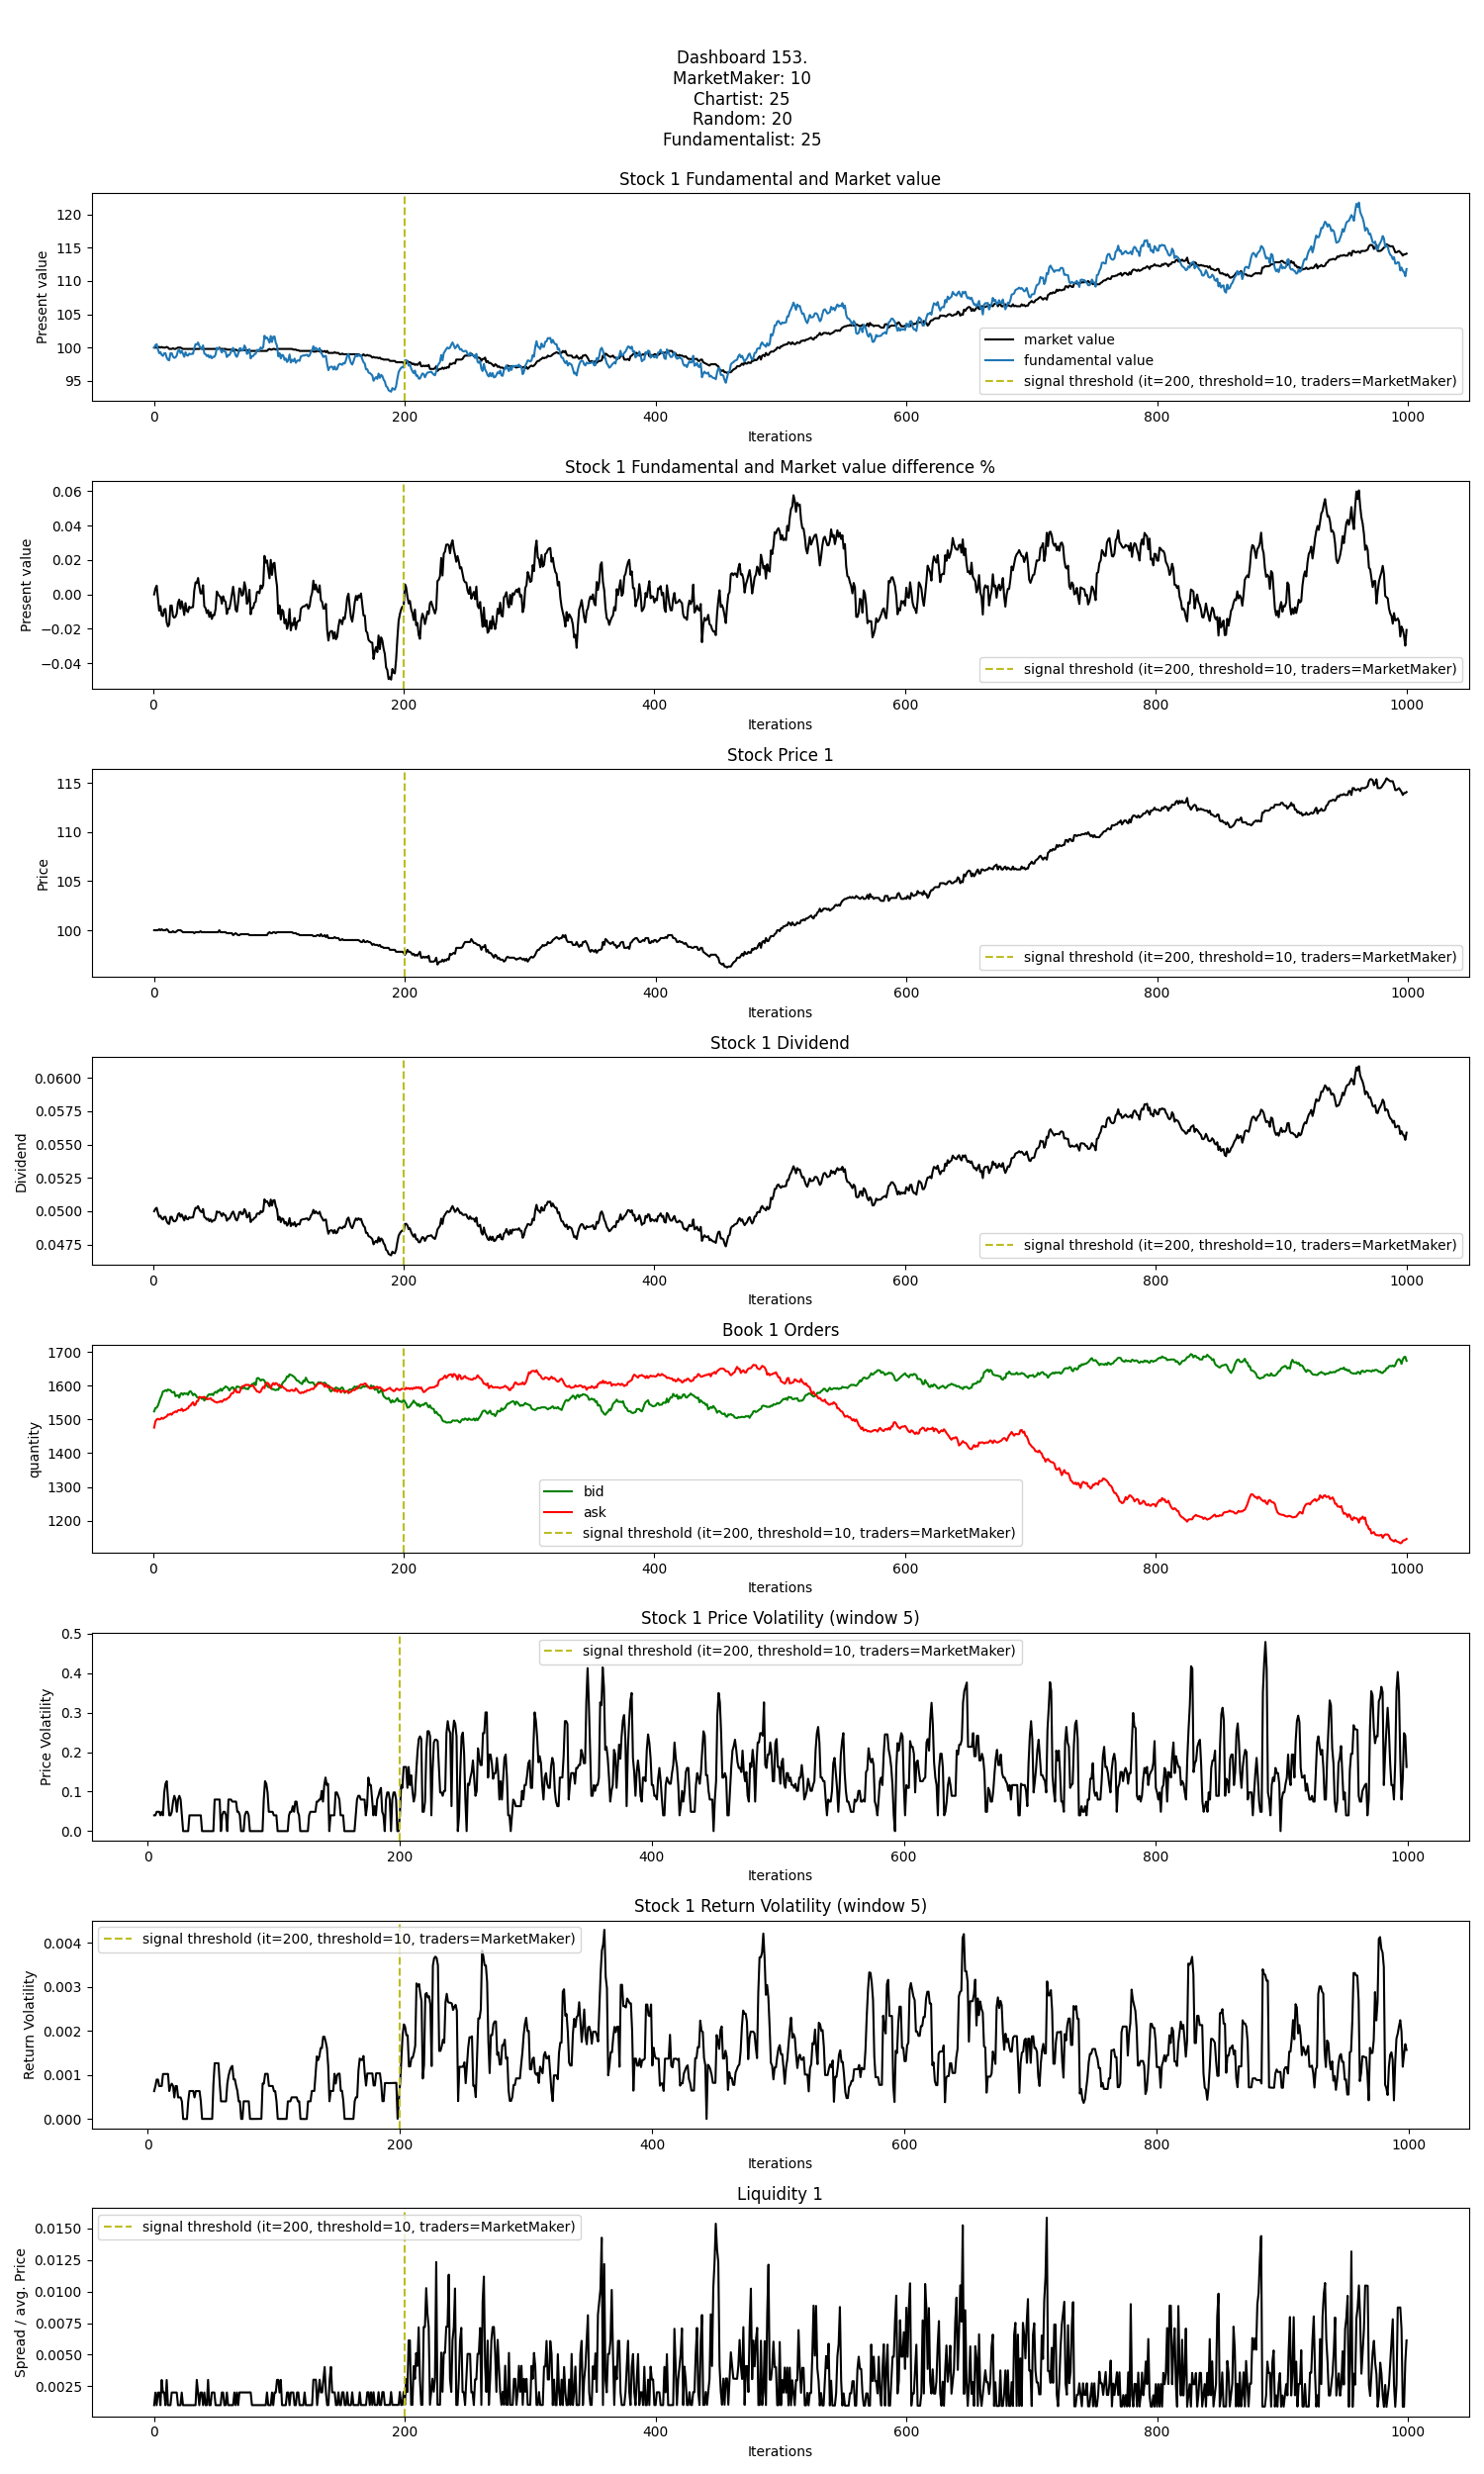 Dashboard 153.
MarketMaker: 10
Chartist: 25
Random: 20
Fundamentalist: 25
Stock 1 Fundamental and Market value
Present value
120
115
110
105
100
95
market value
fundamental value
signal threshold (it=200, threshold=10, traders=MarketMaker)
0 200 400 600 800 1000
Iterations
Stock 1 Fundamental and Market value difference %
Present value
0.06
0.04
0.02
0.00
−0.02
−0.04
signal threshold (it=200, threshold=10, traders=MarketMaker)
0 200 400 600 800 1000
Iterations
Stock Price 1
Price
115
110
105
100
signal threshold (it=200, threshold=10, traders=MarketMaker)
0 200 400 600 800 1000
Iterations
Stock 1 Dividend
Dividend
0.0600
0.0575
0.0550
0.0525
0.0500
0.0475
signal threshold (it=200, threshold=10, traders=MarketMaker)
0 200 400 600 800 1000
Iterations
Book 1 Orders
quantity
1700
1600
1500
1400
1300
1200
bid
ask
signal threshold (it=200, threshold=10, traders=MarketMaker)
0 200 400 600 800 1000
Iterations
Stock 1 Price Volatility (window 5)
Price Volatility
0.5
0.4
0.3
0.2
0.1
0.0
signal threshold (it=200, threshold=10, traders=MarketMaker)
0 200 400 600 800 1000
Iterations
Stock 1 Return Volatility (window 5)
Return Volatility
0.004
0.003
0.002
0.001
0.000
signal threshold (it=200, threshold=10, traders=MarketMaker)
0 200 400 600 800 1000
Iterations
Liquidity 1
Spread / avg. Price
0.0150
0.0125
0.0100
0.0075
0.0050
0.0025
signal threshold (it=200, threshold=10, traders=MarketMaker)
0 200 400 600 800 1000
Iterations